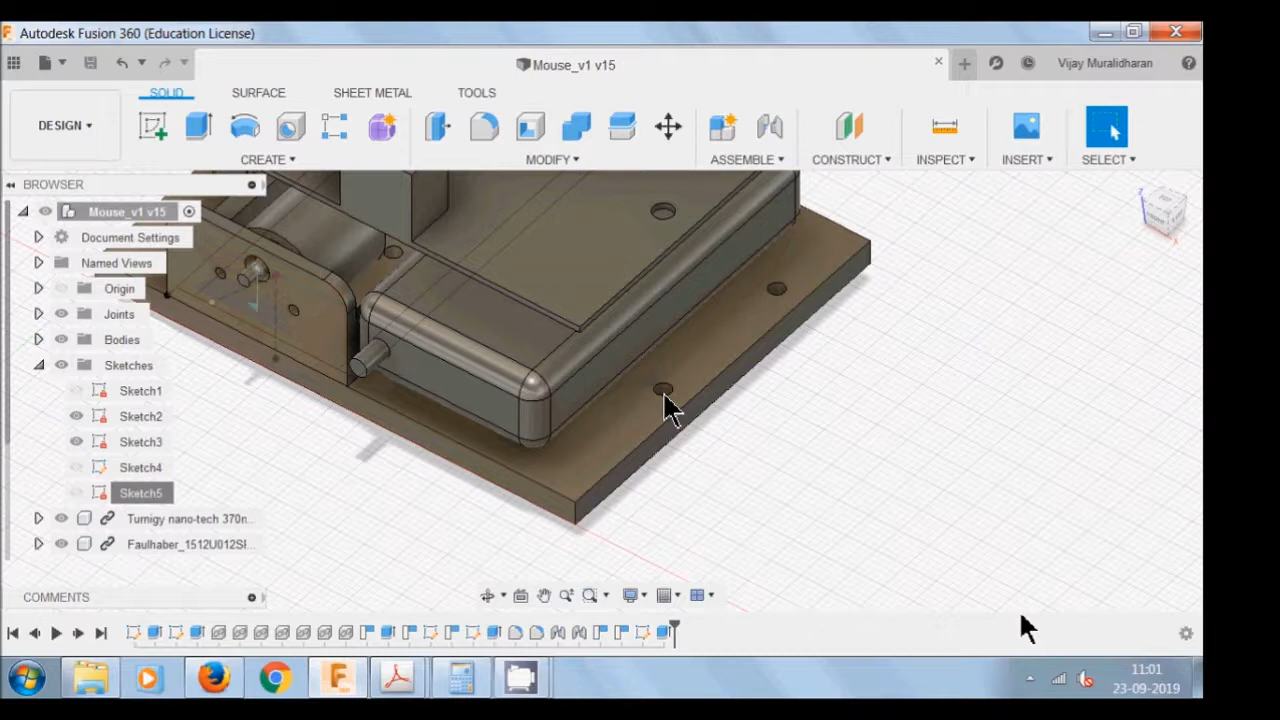 Autodesk Fusion 360 (Education License)
Mouse_v1 v15
Vijay Muralidharan
DESIGN
SOLID SURFACE SHEET METAL TOOLS
CREATE MODIFY ASSEMBLE CONSTRUCT INSPECT INSERT SELECT
BROWSER
Mouse_v1 v15
Document Settings
Named Views
Origin
Joints
Bodies
Sketches
Sketch1
Sketch2
Sketch3
Sketch4
Sketch5
Turnigy nano-tech 370n...
Faulhaber_1512U012SI...
COMMENTS
11:01
23-09-2019